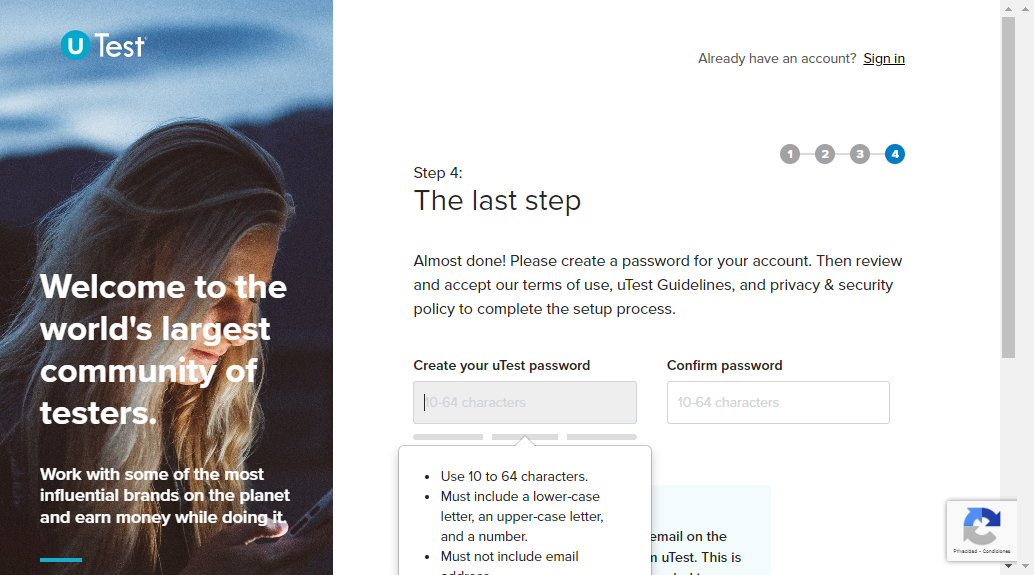 uTest
Already have an account? Sign in
1 2 3 4
Step 4:
The last step
Almost done! Please create a password for your account. Then review
and accept our terms of use, uTest Guidelines, and privacy & security
policy to complete the setup process.
Create your uTest password
Confirm password
10-64 characters
10-64 characters
Use 10 to 64 characters.
Must include a lower-case
letter, an upper-case letter,
and a number.
Must not include email
address
email on the
uTest. This is
Welcome to the
world's largest
community of
testers.
Work with some of the most
influential brands on the planet
and earn money while doing it.
Privacidad - Condiciones